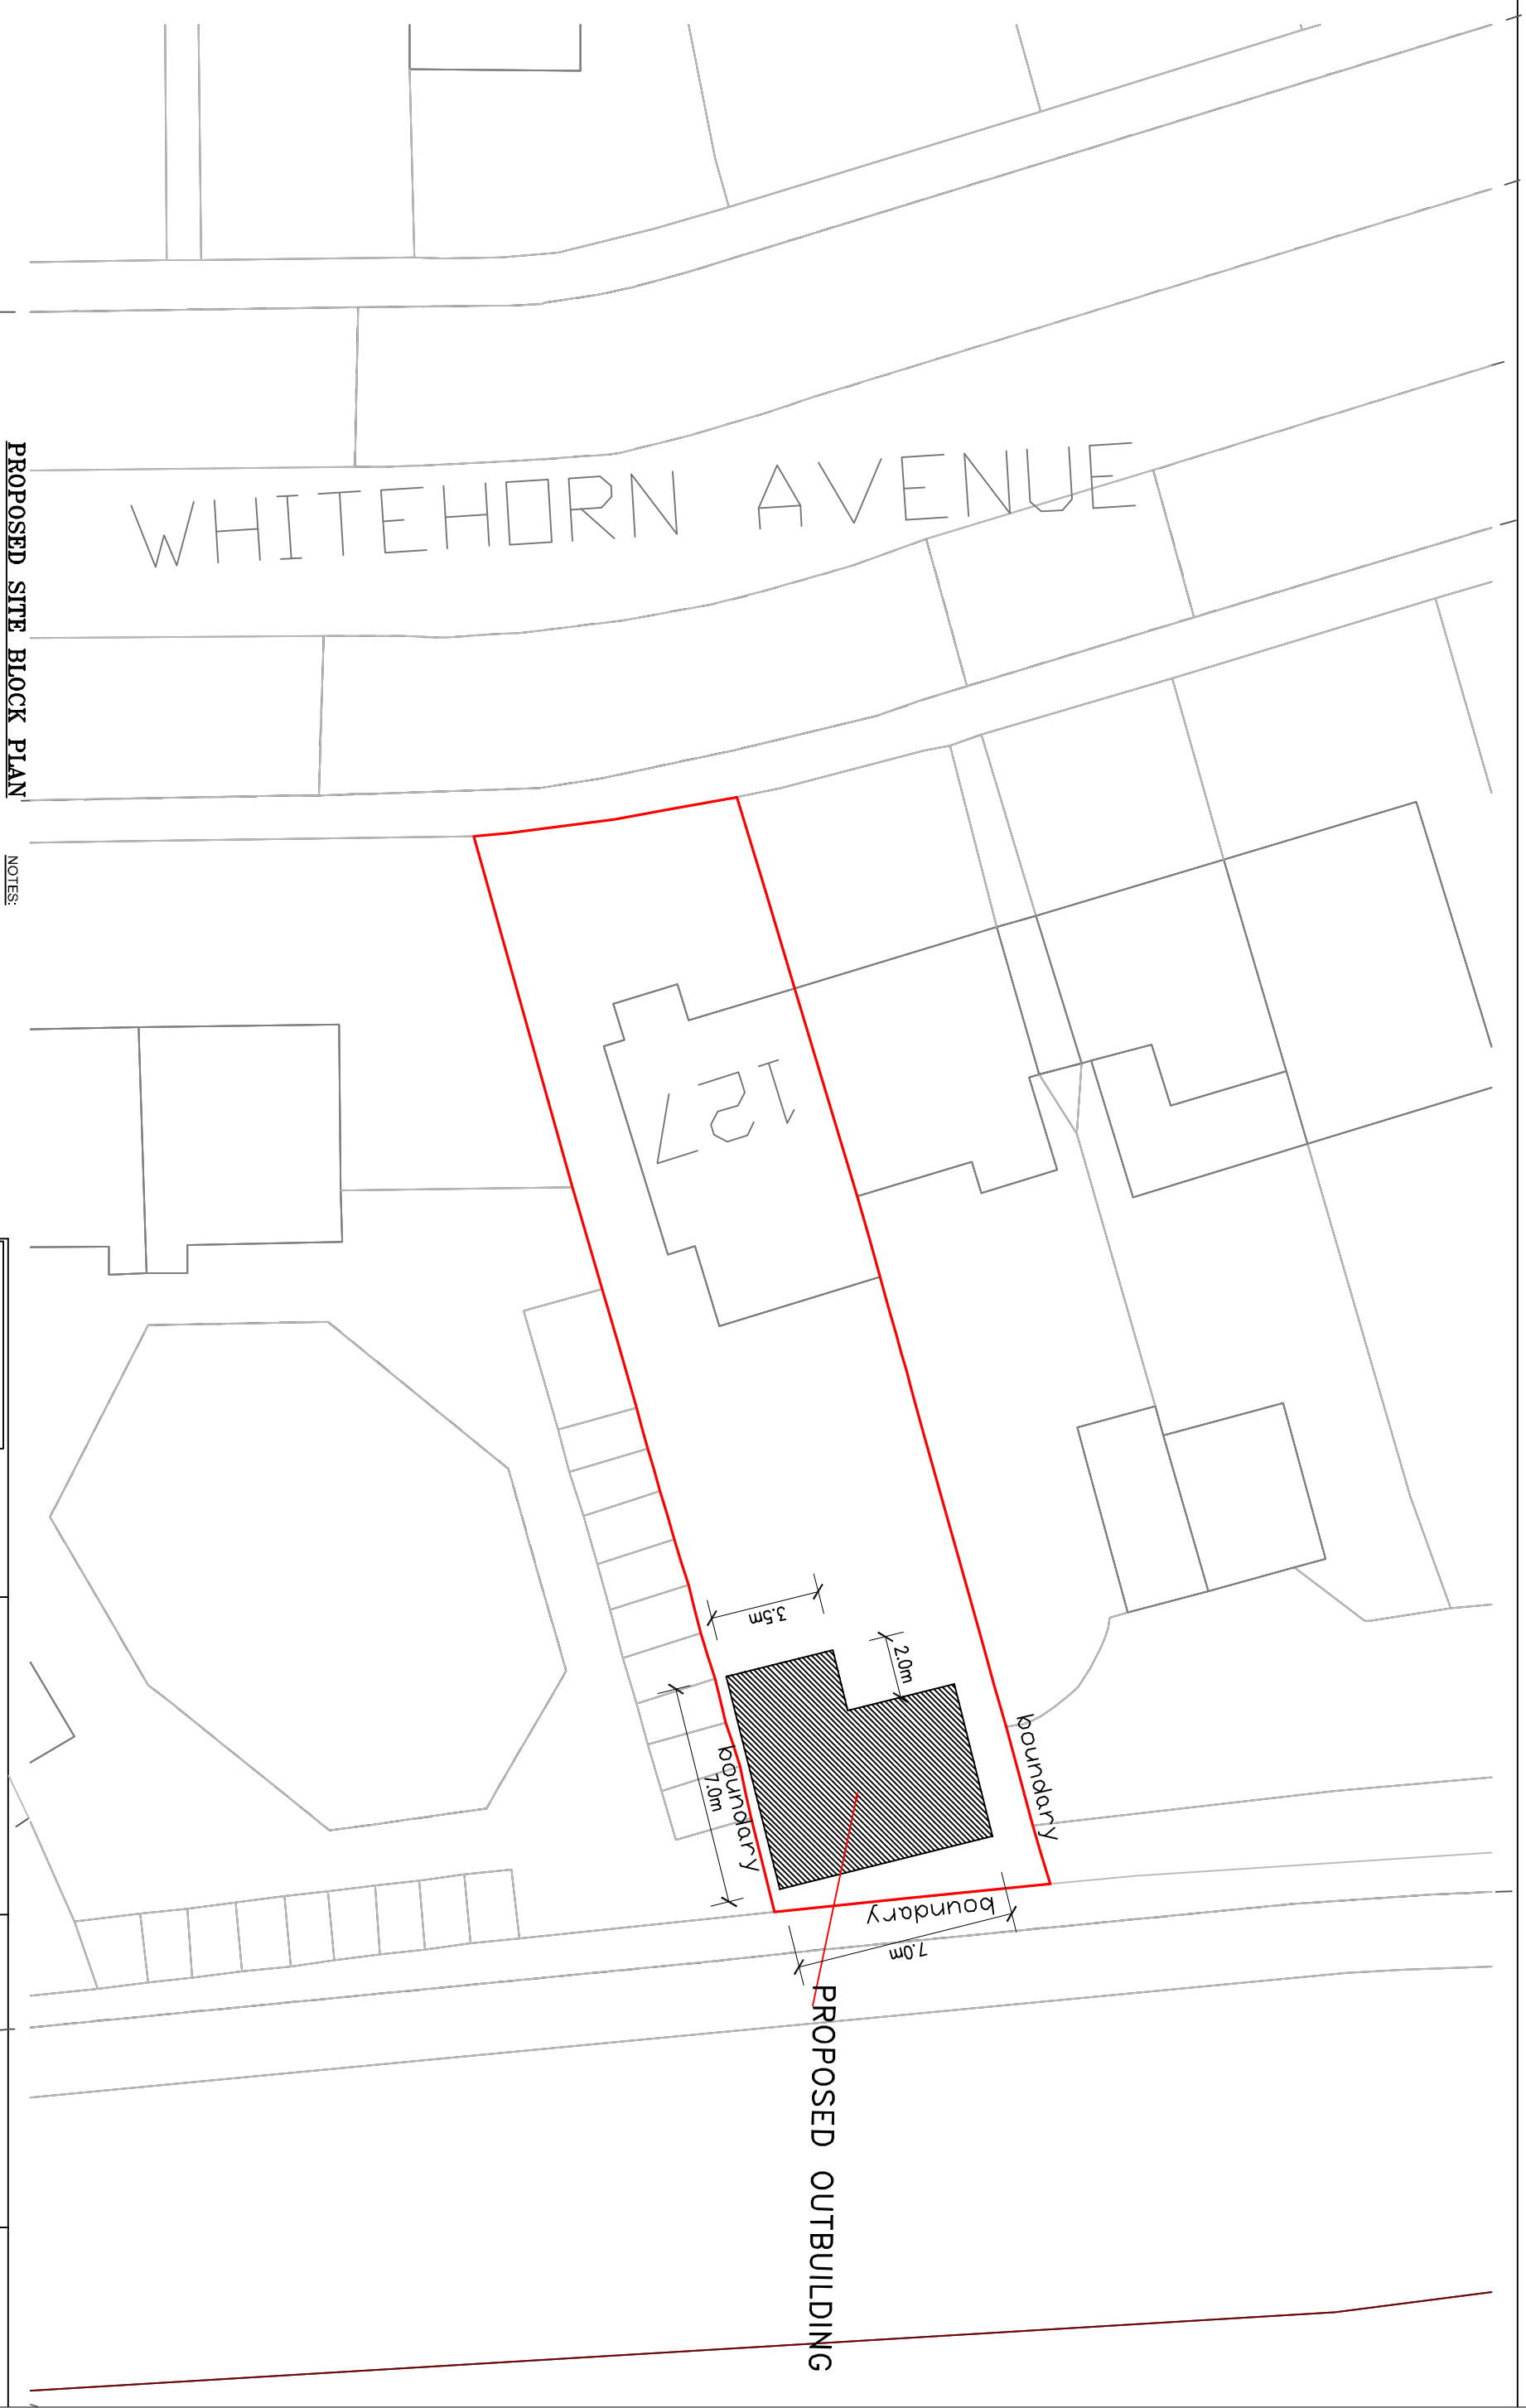 WHITEHORN AVENUE
PROPOSED SITE BLOCK PLAN
NOTES:
157
3.5m
2.0m
boundary
boundary
7.0m
boundary
7.0m
PROPOSED OUTBUILDING